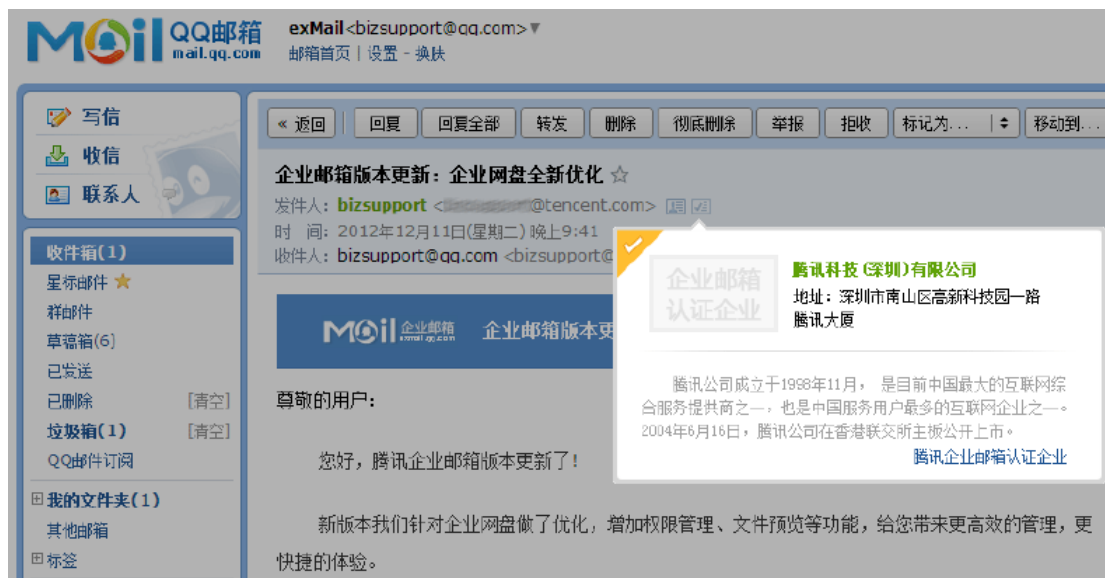 Mail QQ邮箱
mail.qq.com
exMail<bizsupport@qq.com>▼
邮箱首页 | 设置 - 换肤
写信
收信
联系人
« 返回 回复 回复全部 转发 删除 彻底删除 举报 拒收 标记为... 移动到...
企业邮箱版本更新：企业网盘全新优化 ☆
发件人：bizsupport <@tencent.com>
时 间：2012年12月11日(星期二) 晚上9:41
收件人：bizsupport@qq.com <bizsupport@
收件箱(1)
星标邮件
群邮件
草稿箱(6)
已发送
已删除 [清空]
垃圾箱(1) [清空]
QQ邮件订阅
我的文件夹(1)
其他邮箱
标签
企业邮箱
认证企业
腾讯科技(深圳)有限公司
地址：深圳市南山区高新科技园一路
腾讯大厦
腾讯公司成立于1998年11月， 是目前中国最大的互联网综
合服务提供商之一，也是中国服务用户最多的互联网企业之一。
2004年6月16日，腾讯公司在香港联交所主板公开上市。
腾讯企业邮箱认证企业
Mail 企业邮箱 企业邮箱版本更
exmail.qq.com
尊敬的用户：
您好，腾讯企业邮箱版本更新了！
新版本我们针对企业网盘做了优化，增加权限管理、文件预览等功能，给您带来更高效的管理，更
快捷的体验。